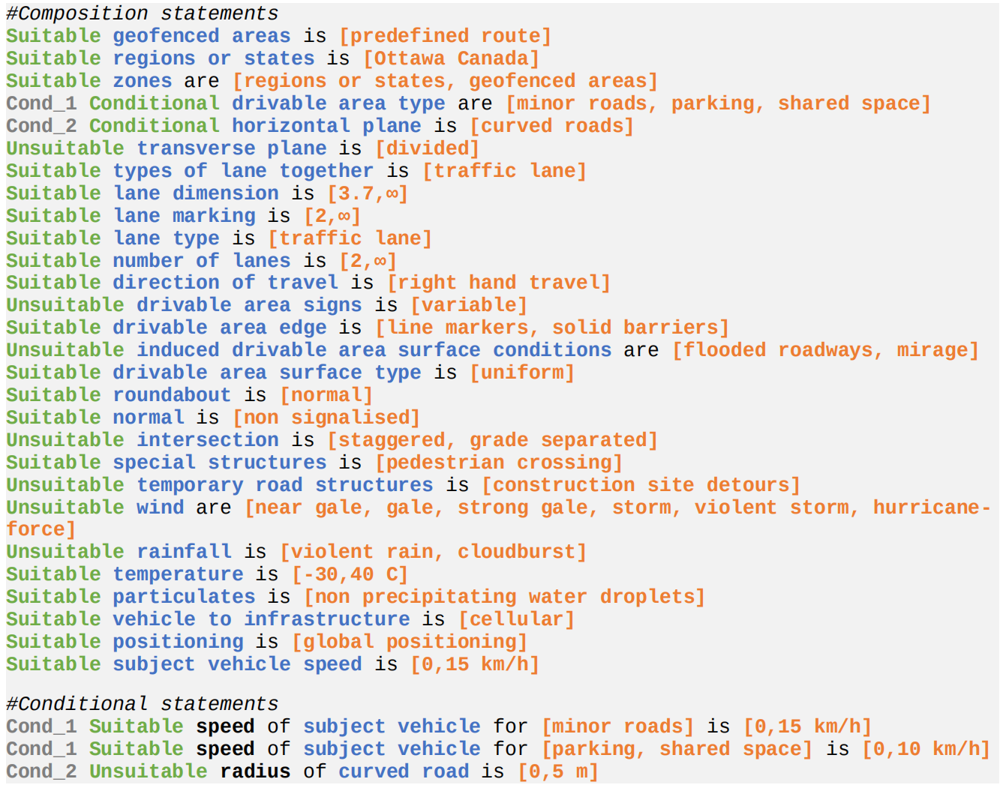 #Composition statements
Suitable geofenced areas is [predefined route]
Suitable regions or states is [Ottawa Canada]
Suitable zones are [regions or states, geofenced areas]
Cond_1 Conditional drivable area type are [minor roads, parking, shared space]
Cond_2 Conditional horizontal plane is [curved roads]
Unsuitable transverse plane is [divided]
Suitable types of lane together is [traffic lane]
Suitable lane dimension is [3.7,∞]
Suitable lane marking is [2,∞]
Suitable lane type is [traffic lane]
Suitable number of lanes is [2,∞]
Suitable direction of travel is [right hand travel]
Unsuitable drivable area signs is [variable]
Suitable drivable area edge is [line markers, solid barriers]
Unsuitable induced drivable area surface conditions are [flooded roadways, mirage]
Suitable drivable area surface type is [uniform]
Suitable roundabout is [normal]
Suitable normal is [non signalised]
Unsuitable intersection is [staggered, grade separated]
Suitable special structures is [pedestrian crossing]
Unsuitable temporary road structures is [construction site detours]
Unsuitable wind are [near gale, gale, strong gale, storm, violent storm, hurricane-
force]
Unsuitable rainfall is [violent rain, cloudburst]
Suitable temperature is [-30,40 C]
Suitable particulates is [non precipitating water droplets]
Suitable vehicle to infrastructure is [cellular]
Suitable positioning is [global positioning]
Suitable subject vehicle speed is [0,15 km/h]
#Conditional statements
Cond_1 Suitable speed of subject vehicle for [minor roads] is [0,15 km/h]
Cond_1 Suitable speed of subject vehicle for [parking, shared space] is [0,10 km/h]
Cond_2 Unsuitable radius of curved road is [0,5 m]